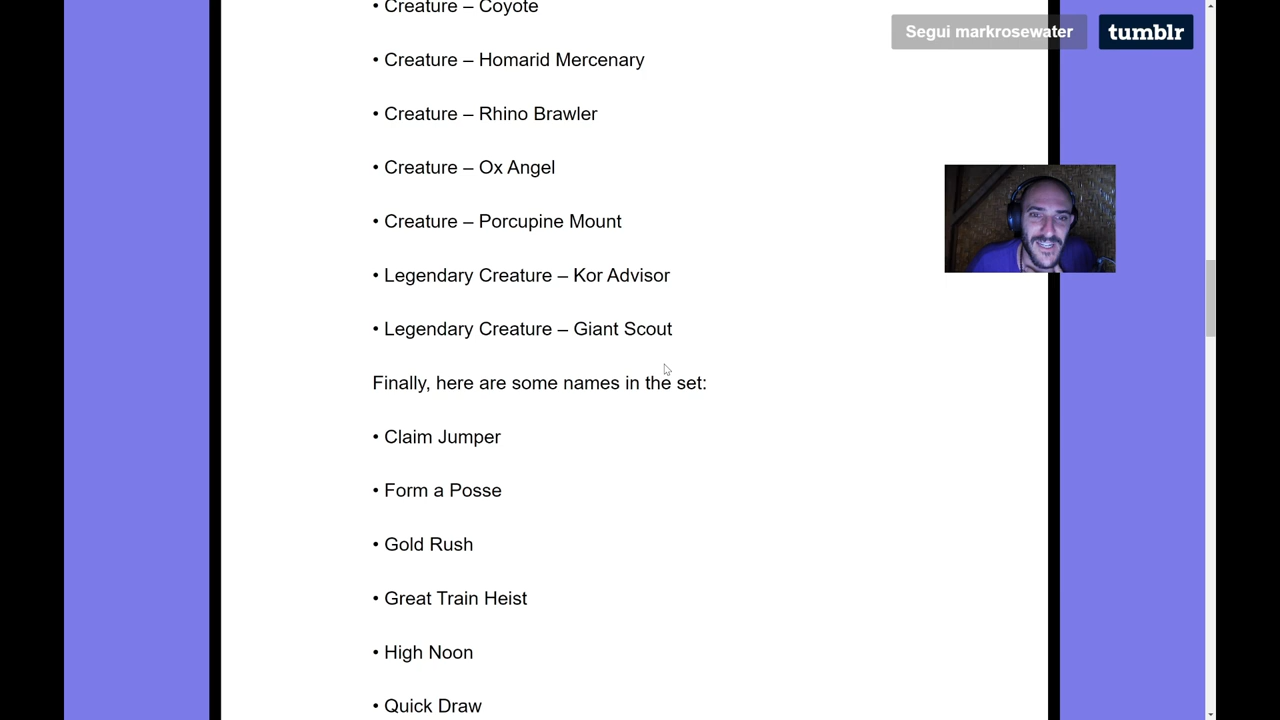 • Creature – Coyote
Segui markrosewater
tumblr
• Creature – Homarid Mercenary
• Creature – Rhino Brawler
• Creature – Ox Angel
• Creature – Porcupine Mount
• Legendary Creature – Kor Advisor
• Legendary Creature – Giant Scout
Finally, here are some names in the set:
• Claim Jumper
• Form a Posse
• Gold Rush
• Great Train Heist
• High Noon
• Quick Draw